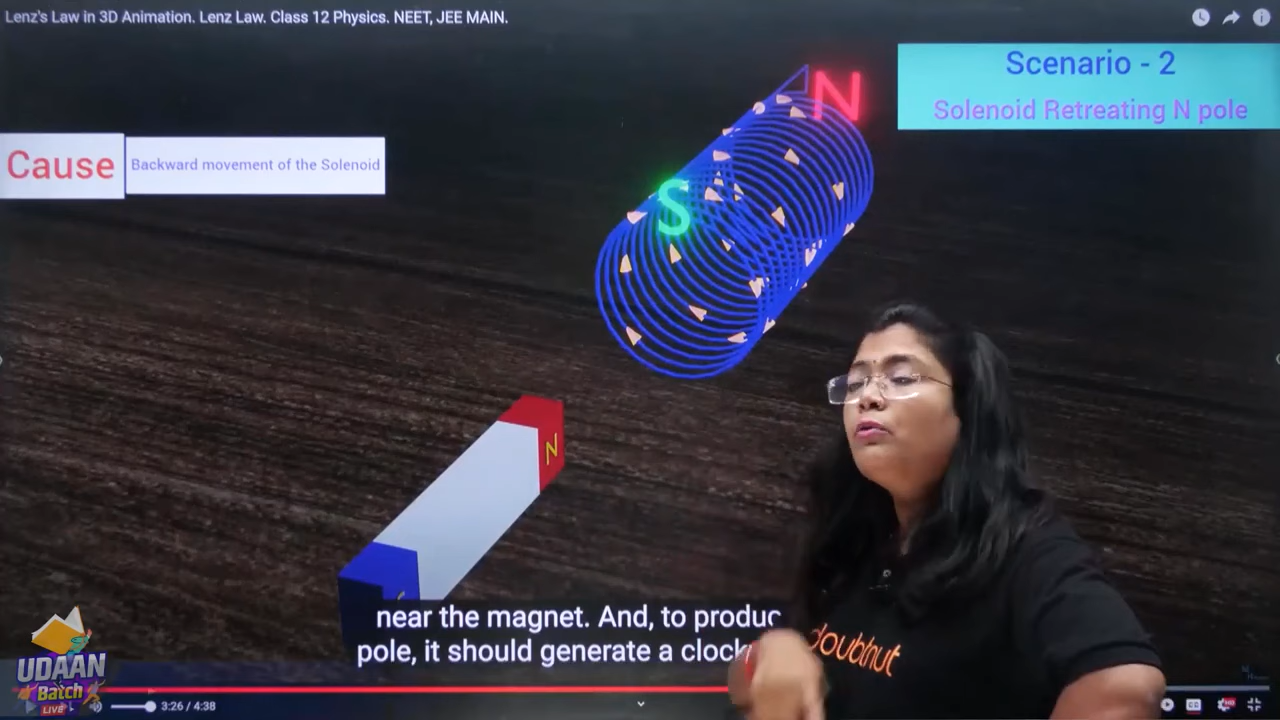 Lenz's Law in 3D Animation. Lenz Law. Class 12 Physics. NEET, JEE MAIN.
Scenario - 2
Solenoid Retreating N pole
Cause
Backward movement of the Solenoid
N
S
N
near the magnet. And, to produc
pole, it should generate a clock
doubtnut
UDAAN
Batch
LIVE
3:26 / 4:38
CC
HD